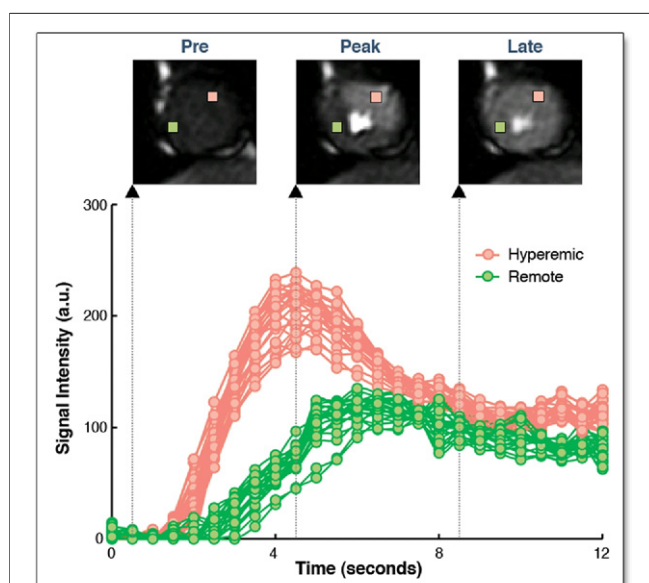 Pre Peak Late
300
Hyperemic
Remote
200
Signal Intensity (a.u.)
100
0
0 4 8 12
Time (seconds)